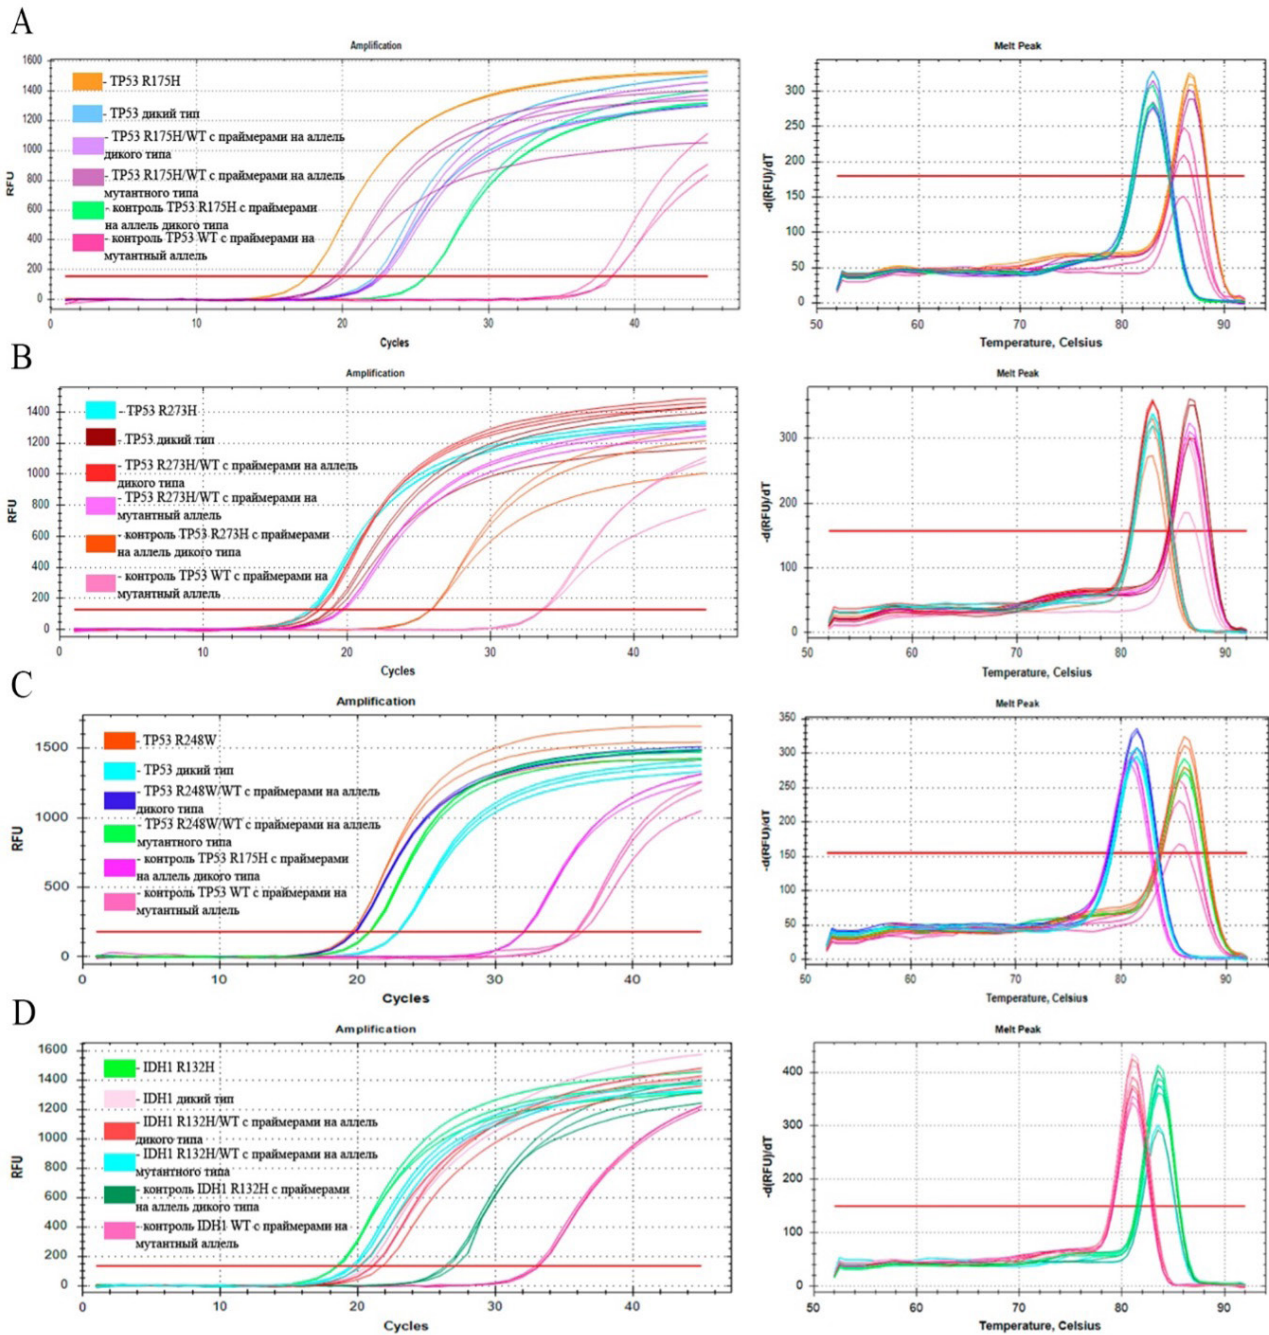 A
Amplification
1600
1400
1200
1000
800
600
400
200
0
RFU
- TP53 R175H
- TP53 дикий тип
- TP53 R175H/WT с праймерами на аллель
дикого типа
- TP53 R175H/WT с праймерами на аллель
мутантного типа
- контроль TP53 R175H с праймерами
на аллель дикого типа
- контроль TP53 WT с праймерами на
мутантный аллель
0 10 20 30 40
Cycles
Melt Peak
300
250
200
150
100
50
0
-d(RFU)/dT
50 60 70 80 90
Temperature, Celsius
B
Amplification
1400
1200
1000
800
600
400
200
0
RFU
- TP53 R273H
- TP53 дикий тип
- TP53 R273H/WT с праймерами на аллель
дикого типа
- TP53 R273H/WT с праймерами на
мутантный аллель
- контроль TP53 R273H с праймерами
на аллель дикого типа
- контроль TP53 WT с праймерами на
мутантный аллель
0 10 20 30 40
Cycles
Melt Peak
300
200
100
0
-d(RFU)/dT
50 60 70 80 90
Temperature, Celsius
C
Amplification
1500
1000
500
0
RFU
- TP53 R248W
- TP53 дикий тип
- TP53 R248W/WT с праймерами на аллель
дикого типа
- TP53 R248W/WT с праймерами на аллель
мутантного типа
- контроль TP53 R175H с праймерами
на аллель дикого типа
- контроль TP53 WT с праймерами на
мутантный аллель
0 10 20 30 40
Cycles
Melt Peak
350
300
250
200
150
100
50
0
-d(RFU)/dT
50 60 70 80 90
Temperature, Celsius
D
Amplification
1600
1400
1200
1000
800
600
400
200
0
RFU
- IDH1 R132H
- IDH1 дикий тип
- IDH1 R132H/WT с праймерами на аллель
дикого типа
- IDH1 R132H/WT с праймерами на аллель
мутантного типа
- контроль IDH1 R132H с праймерами
на аллель дикого типа
- контроль IDH1 WT с праймерами на
мутантный аллель
0 10 20 30 40
Cycles
Melt Peak
400
300
200
100
0
-d(RFU)/dT
50 60 70 80 90
Temperature, Celsius